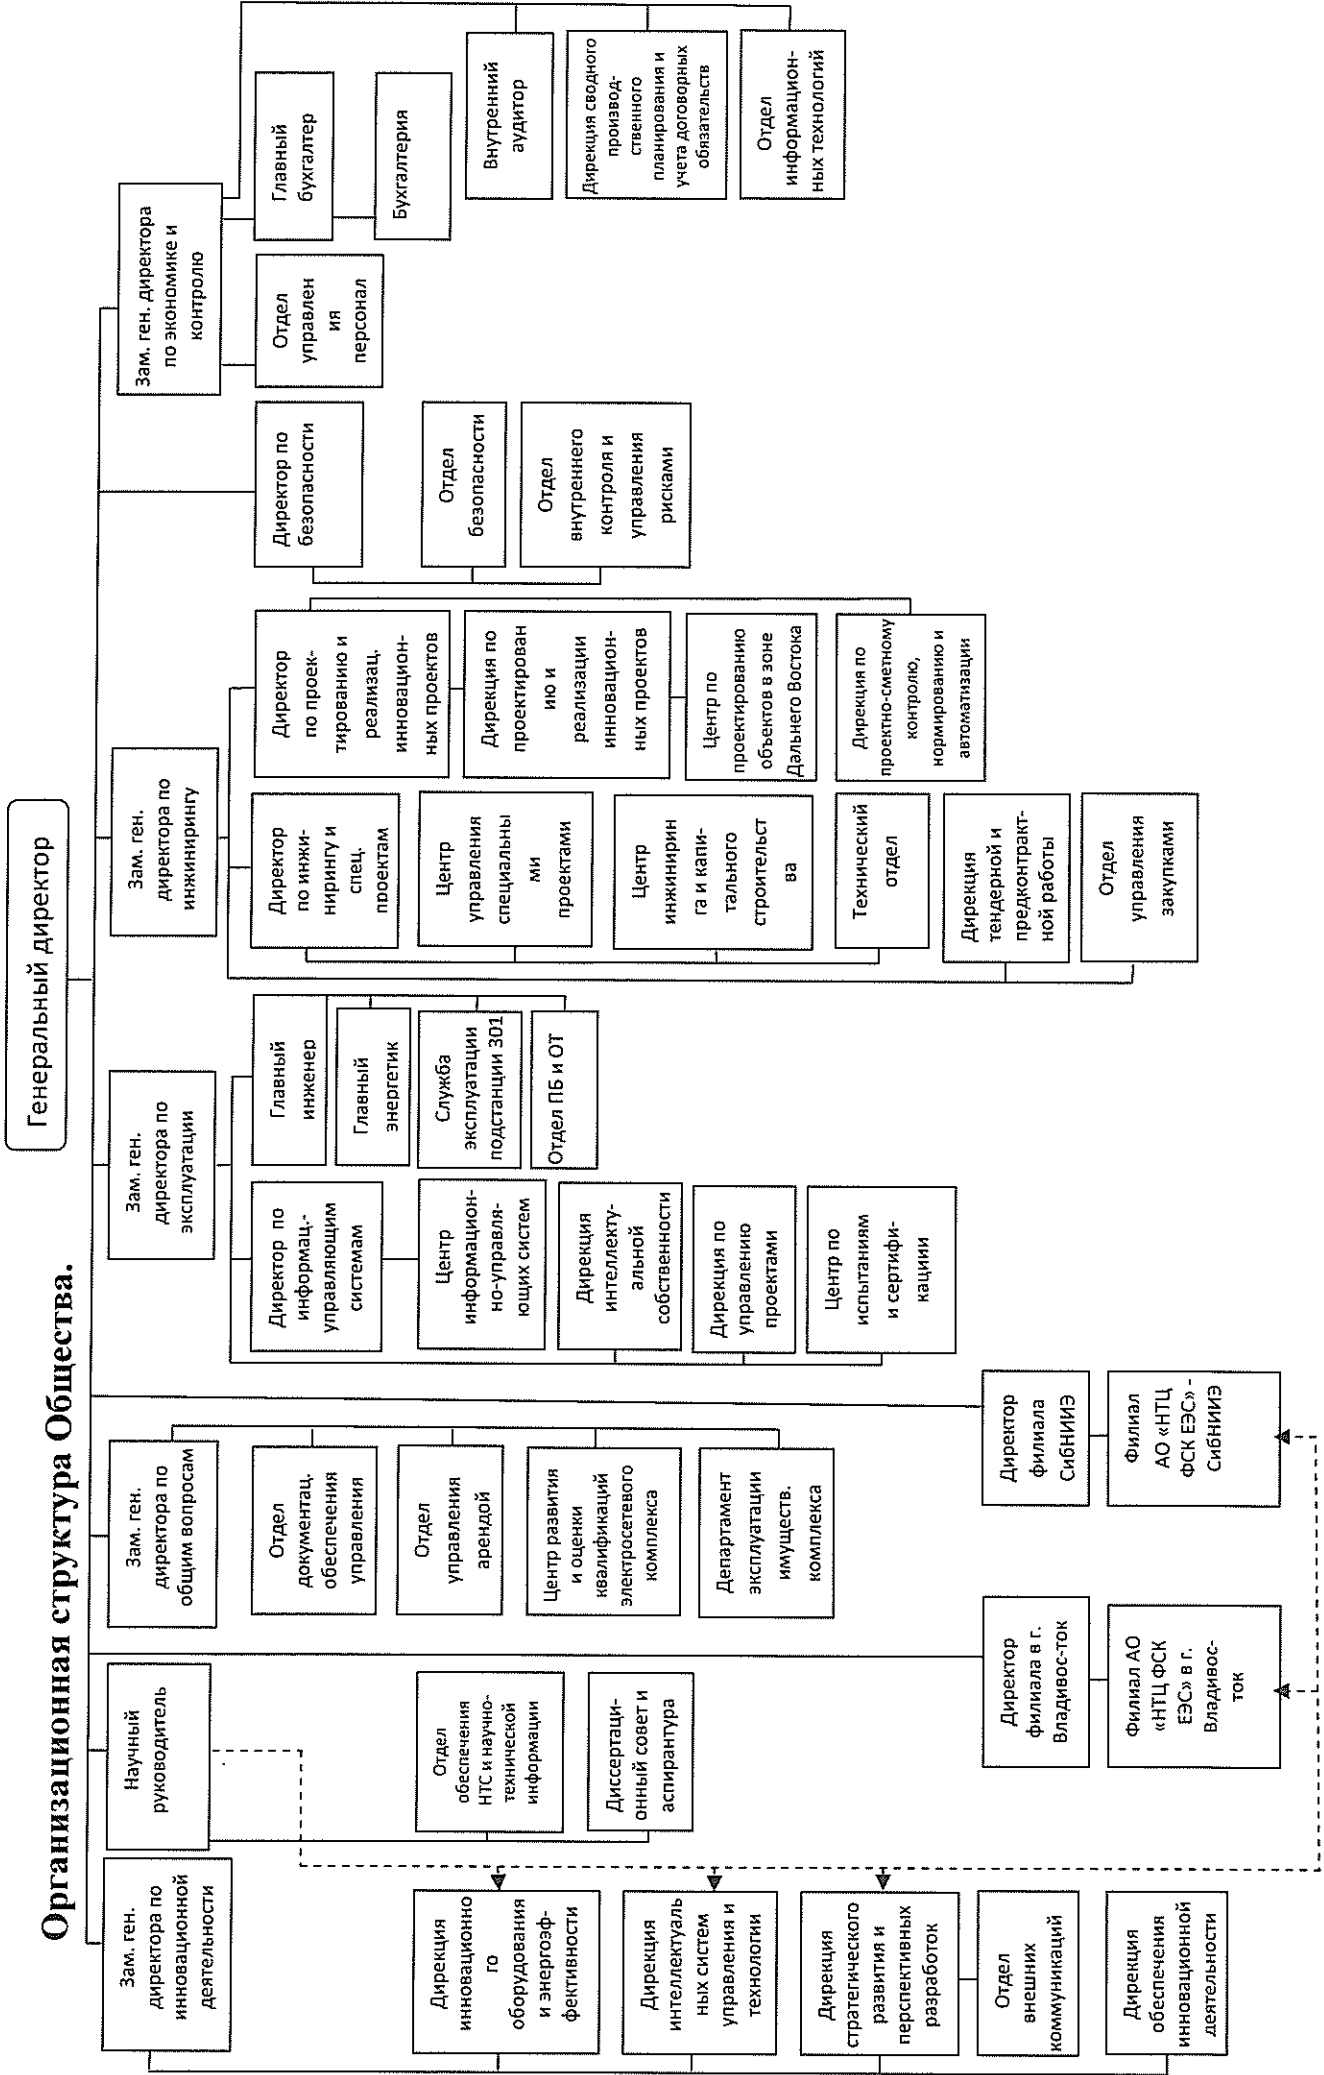 Организационная структура Общества.
Генеральный директор
Зам. ген.
директора по
инновационной
деятельности
Дирекция
инновационно
го
оборудования
и энергоэф-
фективности
Дирекция
интеллектуаль
ных систем
управления и
технологии
Дирекция
стратегического
развития и
перспективных
разработок
Отдел
внешних
коммуникаций
Дирекция
обеспечения
инновационной
деятельности
Научный
руководитель
Отдел
обеспечения
НТС и научно-
технической
информации
Диссертаци-
онный совет и
аспирантура
Директор
филиала в г.
Владивос-ток
Филиал АО
«НТЦ ФСК
ЕЭС» в г.
Владивос-
ток
Зам. ген.
директора по
общим вопросам
Отдел
документац.
обеспечения
управления
Отдел
управления
арендой
Центр развития
и оценки
квалификаций
электросетевого
комплекса
Департамент
эксплуатации
имуществ.
комплекса
Директор
филиала
СибНИИЭ
Филиал
АО «НТЦ
ФСК ЕЭС» -
СибНИИЭ
Зам. ген.
директора по
эксплуатации
Директор по
информац.-
управляющим
системам
Центр
информацион-
но-управля-
ющих систем
Дирекция
интеллекту-
альной
собственности
Дирекция по
управлению
проектами
Центр по
испытаниям
и сертифи-
кациии
Главный
инженер
Главный
энергетик
Служба
эксплуатации
подстанции 301
Отдел ПБ и ОТ
Зам. ген.
директора по
инжинирингу
Директор
по инжи-
нирингу и
спец.
проектам
Центр
управления
специальны
ми
проектами
Центр
инжинирин
га и капи-
тального
строительст
ва
Технический
отдел
Дирекция
тендерной и
предконтракт-
ной работы
Отдел
управления
закупками
Директор
по проек-
тированию и
реализац.
инновацион-
ных проектов
Дирекция по
проектирован
ию и
реализации
инновацион-
ных проектов
Центр по
проектированию
объектов в зоне
Дальнего Востока
Дирекция по
проектно-сметному
контролю,
нормированию и
автоматизации
Директор по
безопасности
Отдел
безопасности
Отдел
внутреннего
контроля и
управления
рисками
Зам. ген. директора
по экономике и
контролю
Отдел
управлен
ия
персонал
Главный
бухгалтер
Бухгалтерия
Внутренний
аудитор
Дирекция сводного
производ-
ственного
планирования и
учета договорных
обязательств
Отдел
информацион-
ных технологий